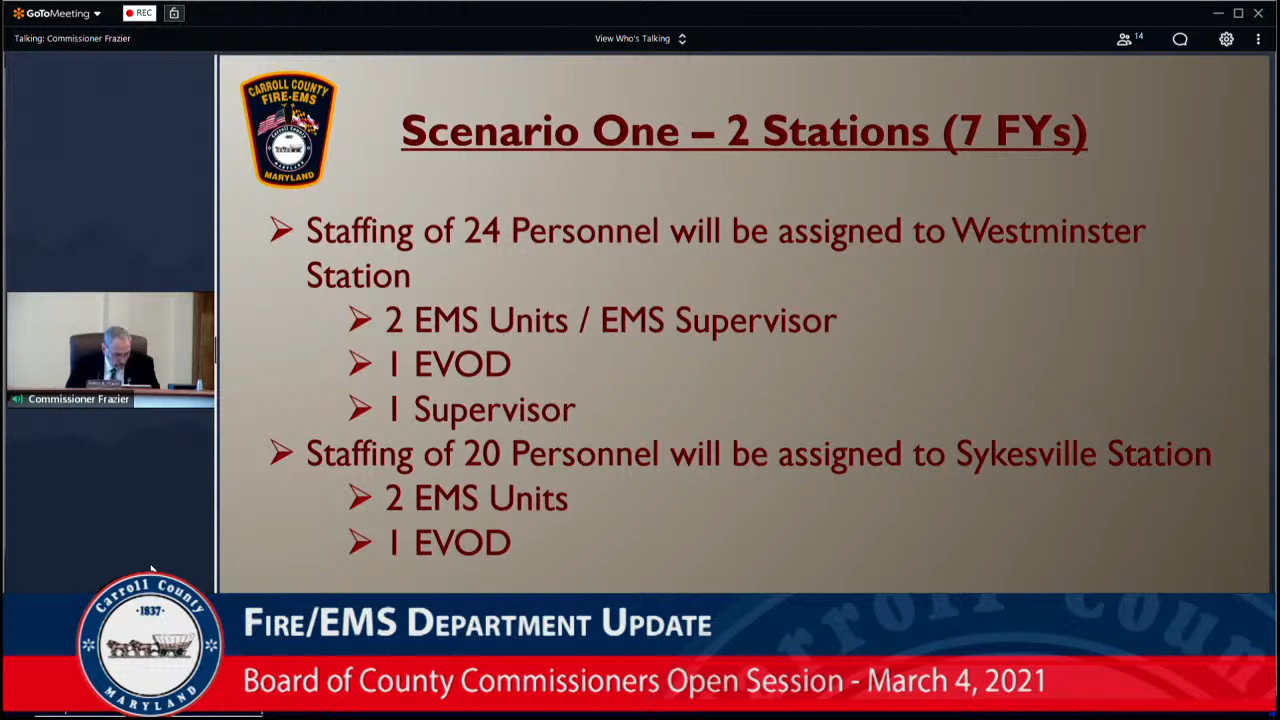 GoToMeeting
REC
Talking: Commissioner Frazier
View Who's Talking
14
CARROLL COUNTY
FIRE-EMS
MARYLAND
Scenario One – 2 Stations (7 FYs)
Staffing of 24 Personnel will be assigned to Westminster
Station
2 EMS Units / EMS Supervisor
1 EVOD
1 Supervisor
Staffing of 20 Personnel will be assigned to Sykesville Station
2 EMS Units
1 EVOD
Commissioner Frazier
Carroll County
·1837·
MARYLAND
FIRE/EMS DEPARTMENT UPDATE
Board of County Commissioners Open Session - March 4, 2021